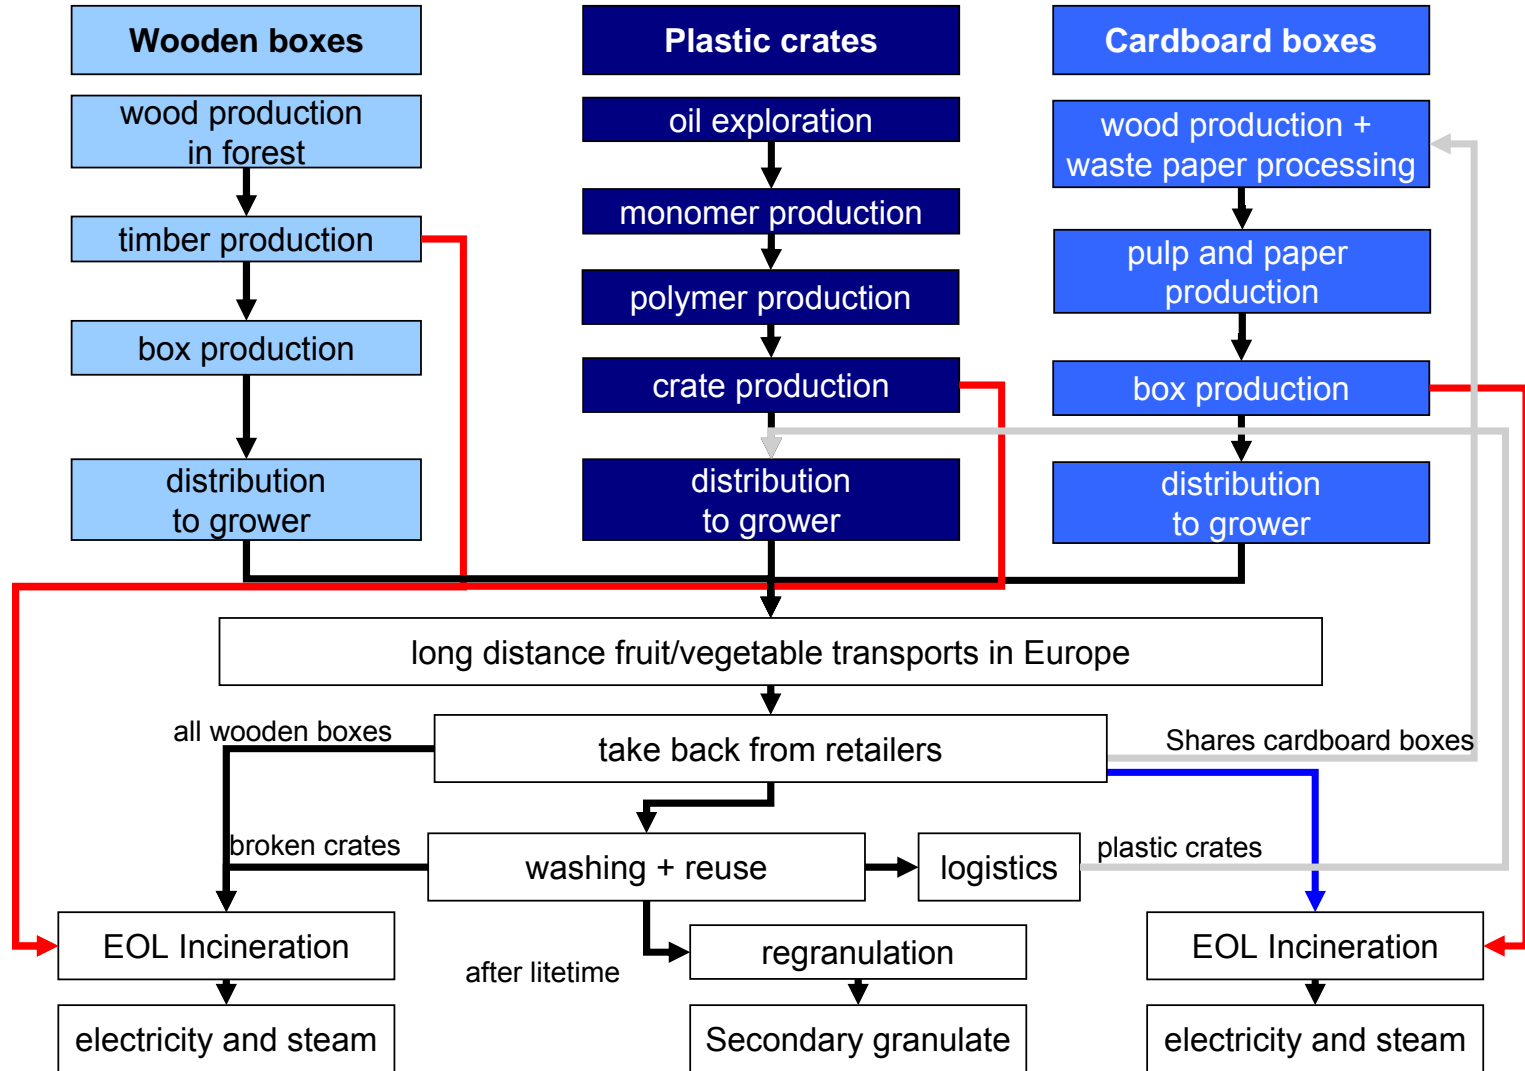 Wooden boxes
Plastic crates
Cardboard boxes
wood production
in forest
oil exploration
wood production +
waste paper processing
timber production
monomer production
pulp and paper
production
polymer production
box production
crate production
box production
distribution
to grower
distribution
to grower
distribution
to grower
long distance fruit/vegetable transports in Europe
all wooden boxes
take back from retailers
Shares cardboard boxes
broken crates
washing + reuse
logistics
plastic crates
EOL Incineration
after litetime
regranulation
EOL Incineration
electricity and steam
Secondary granulate
electricity and steam